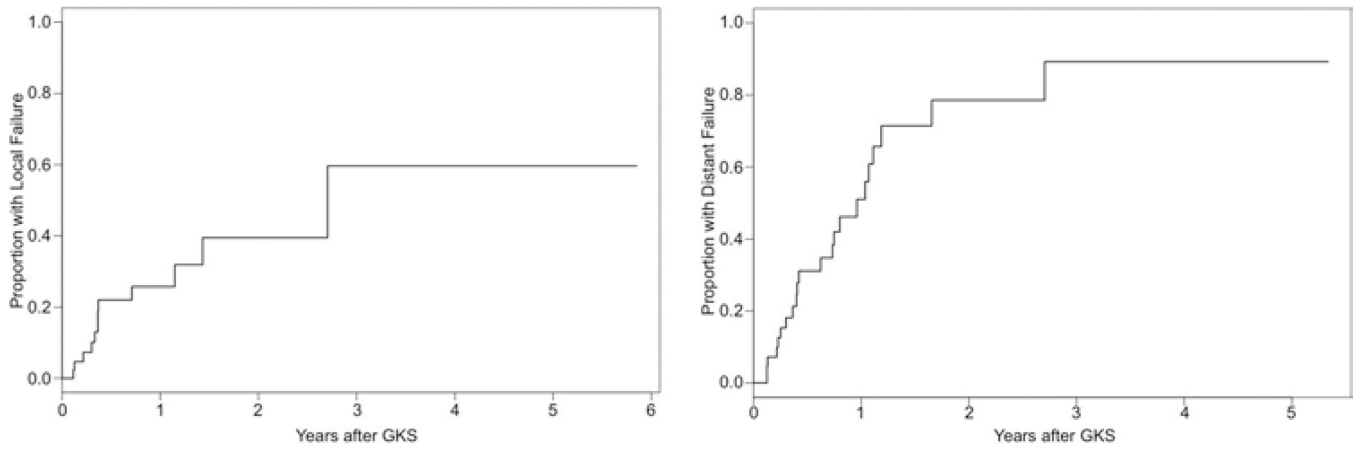 Proportion with Local Failure
1.0
0.8
0.6
0.4
0.2
0.0
0 1 2 3 4 5 6
Years after GKS
Proportion with Distant Failure
1.0
0.8
0.6
0.4
0.2
0.0
0 1 2 3 4 5
Years after GKS